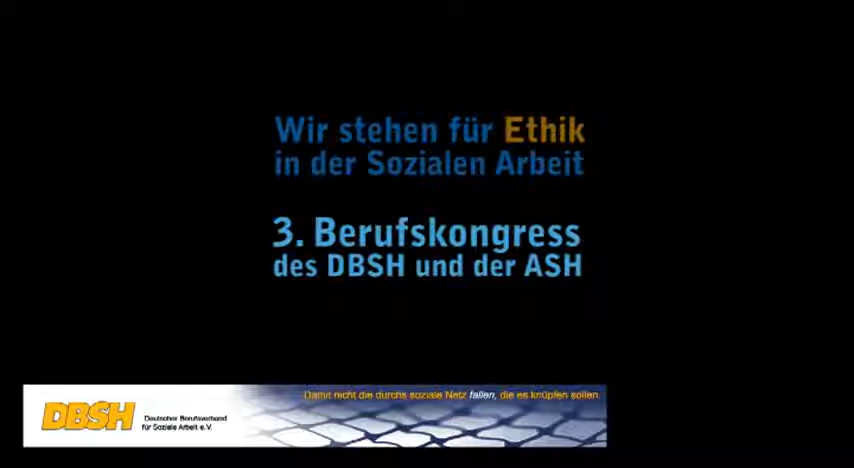 Wir stehen für Ethik
in der Sozialen Arbeit
3. Berufskongress
des DBSH und der ASH
Damit nicht die durchs soziale Netz fallen, die es knüpfen sollen.
DBSH
Deutscher Berufsverband
für Soziale Arbeit e.V.